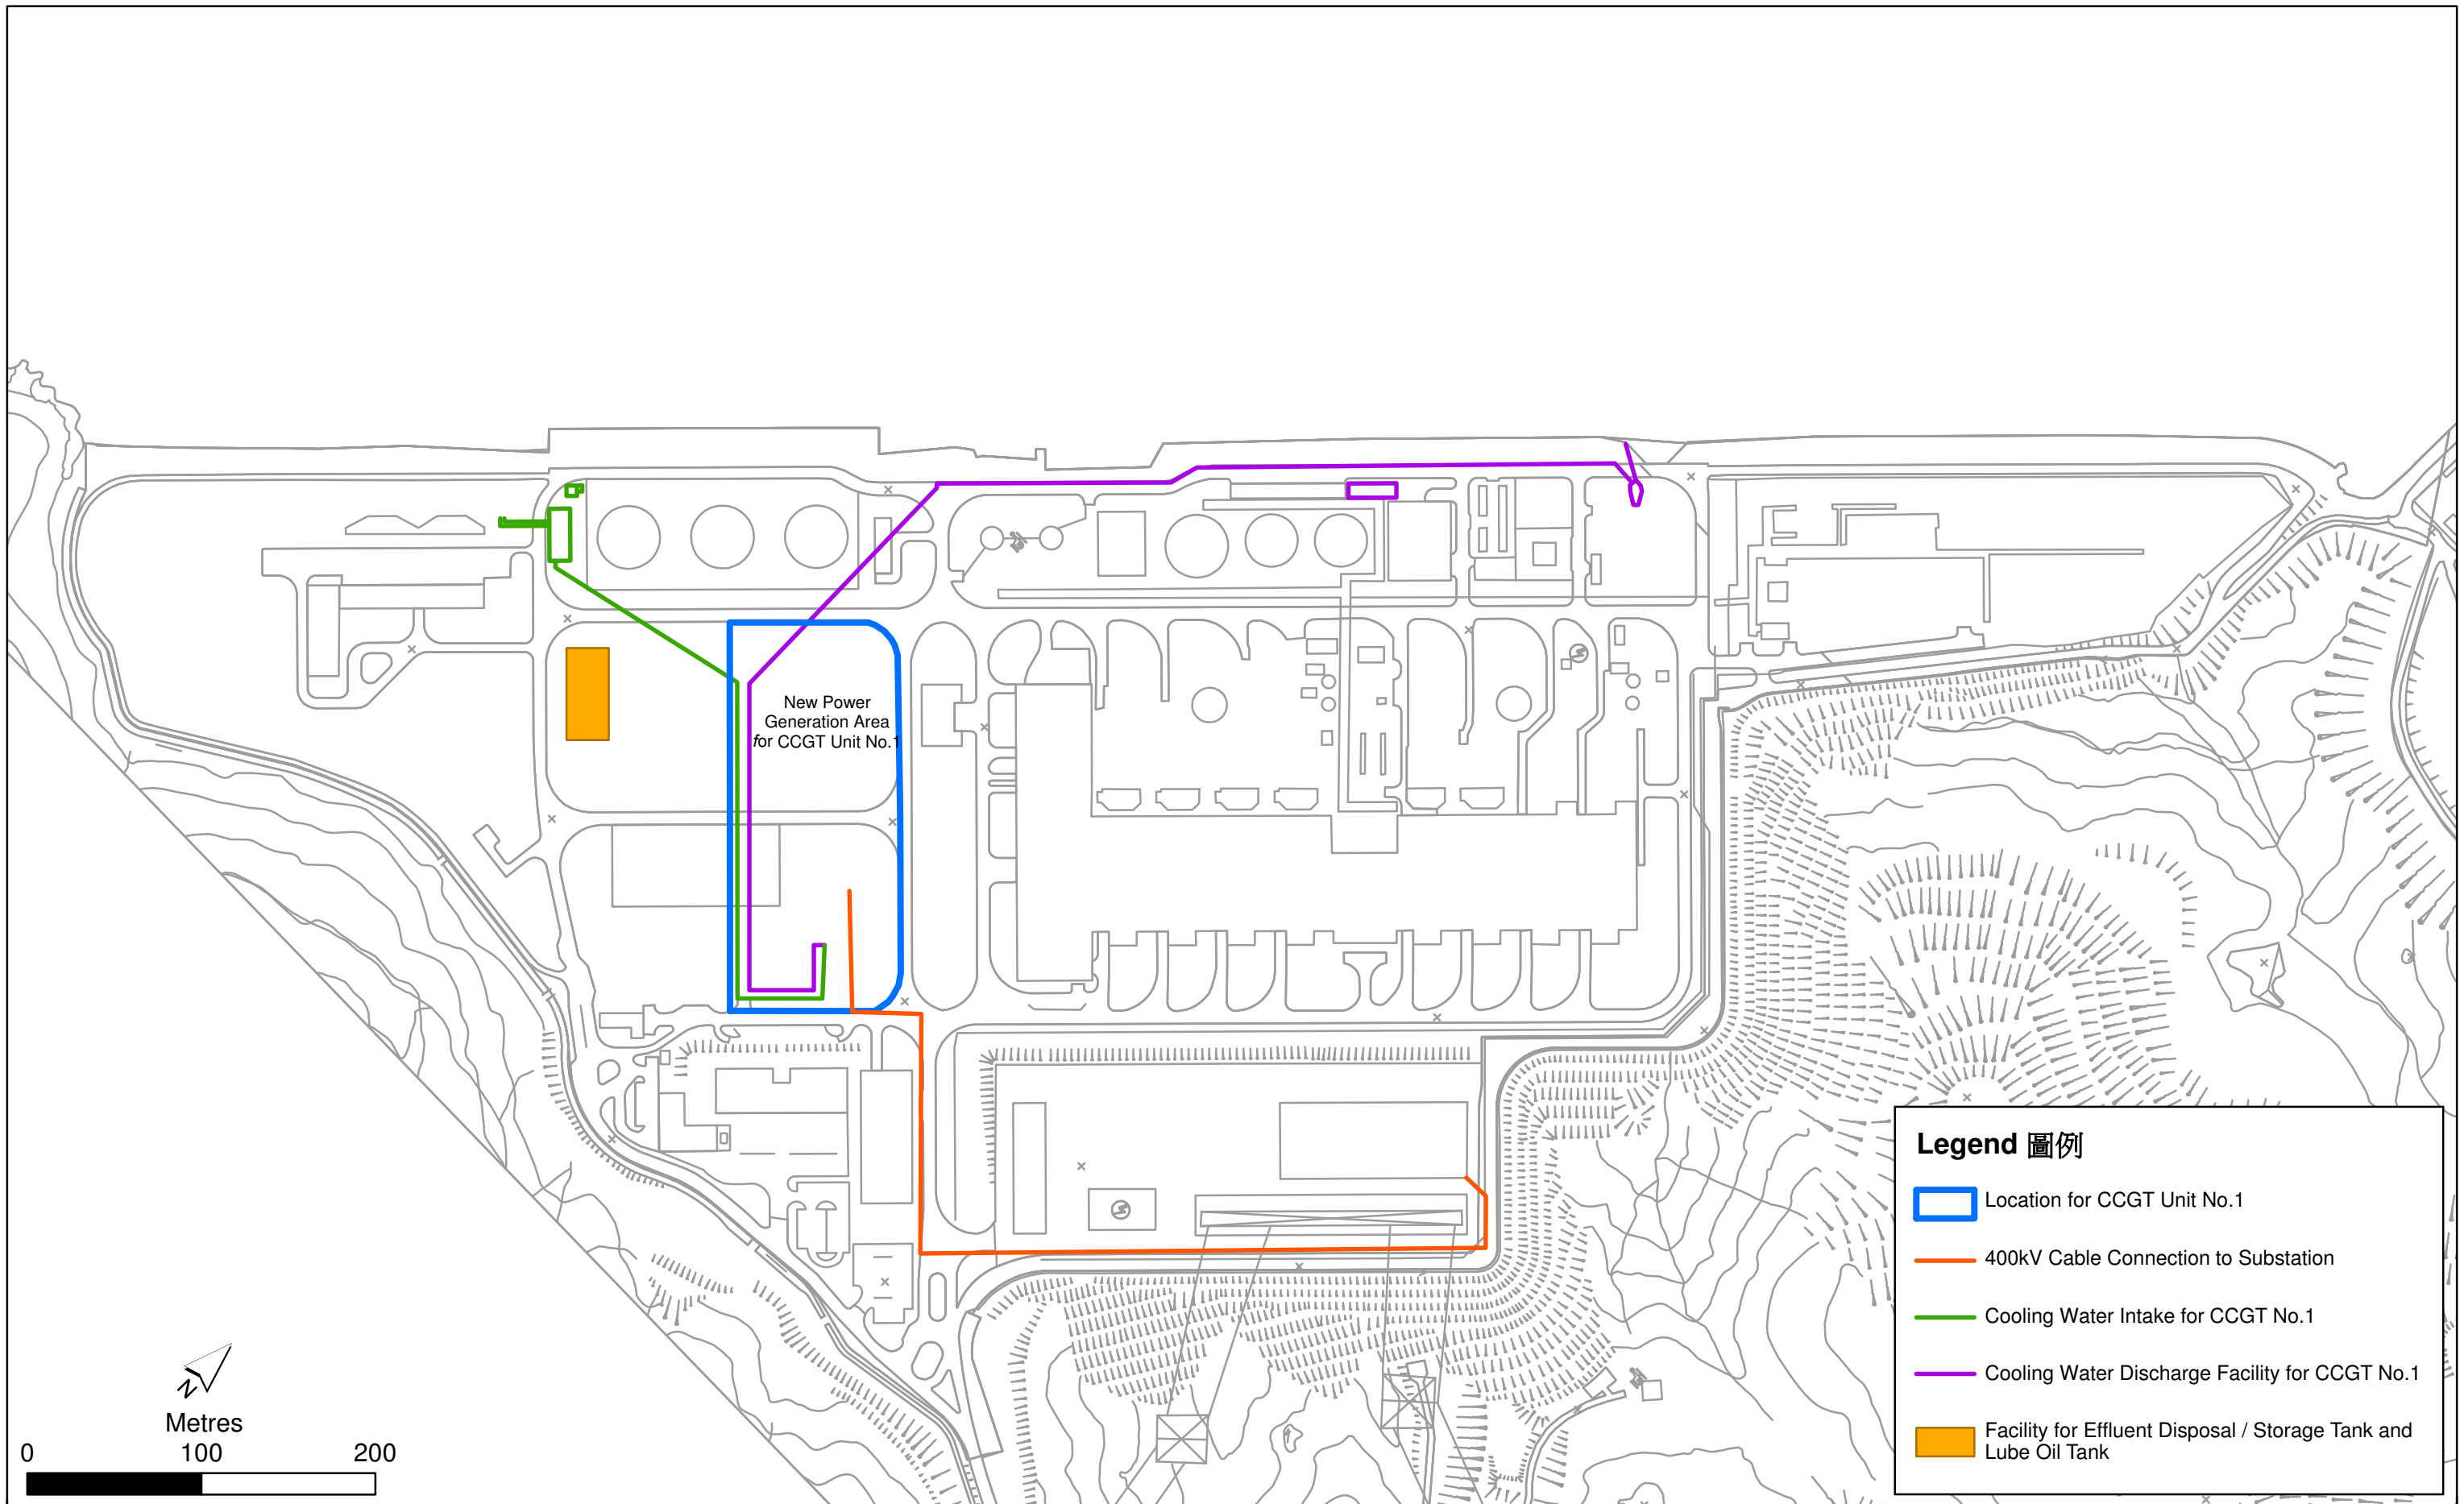 New Power
Generation Area
for CCGT Unit No.1
N
Metres
0 100 200
Legend 圖例
Location for CCGT Unit No.1
400kV Cable Connection to Substation
Cooling Water Intake for CCGT No.1
Cooling Water Discharge Facility for CCGT No.1
Facility for Effluent Disposal / Storage Tank and
Lube Oil Tank